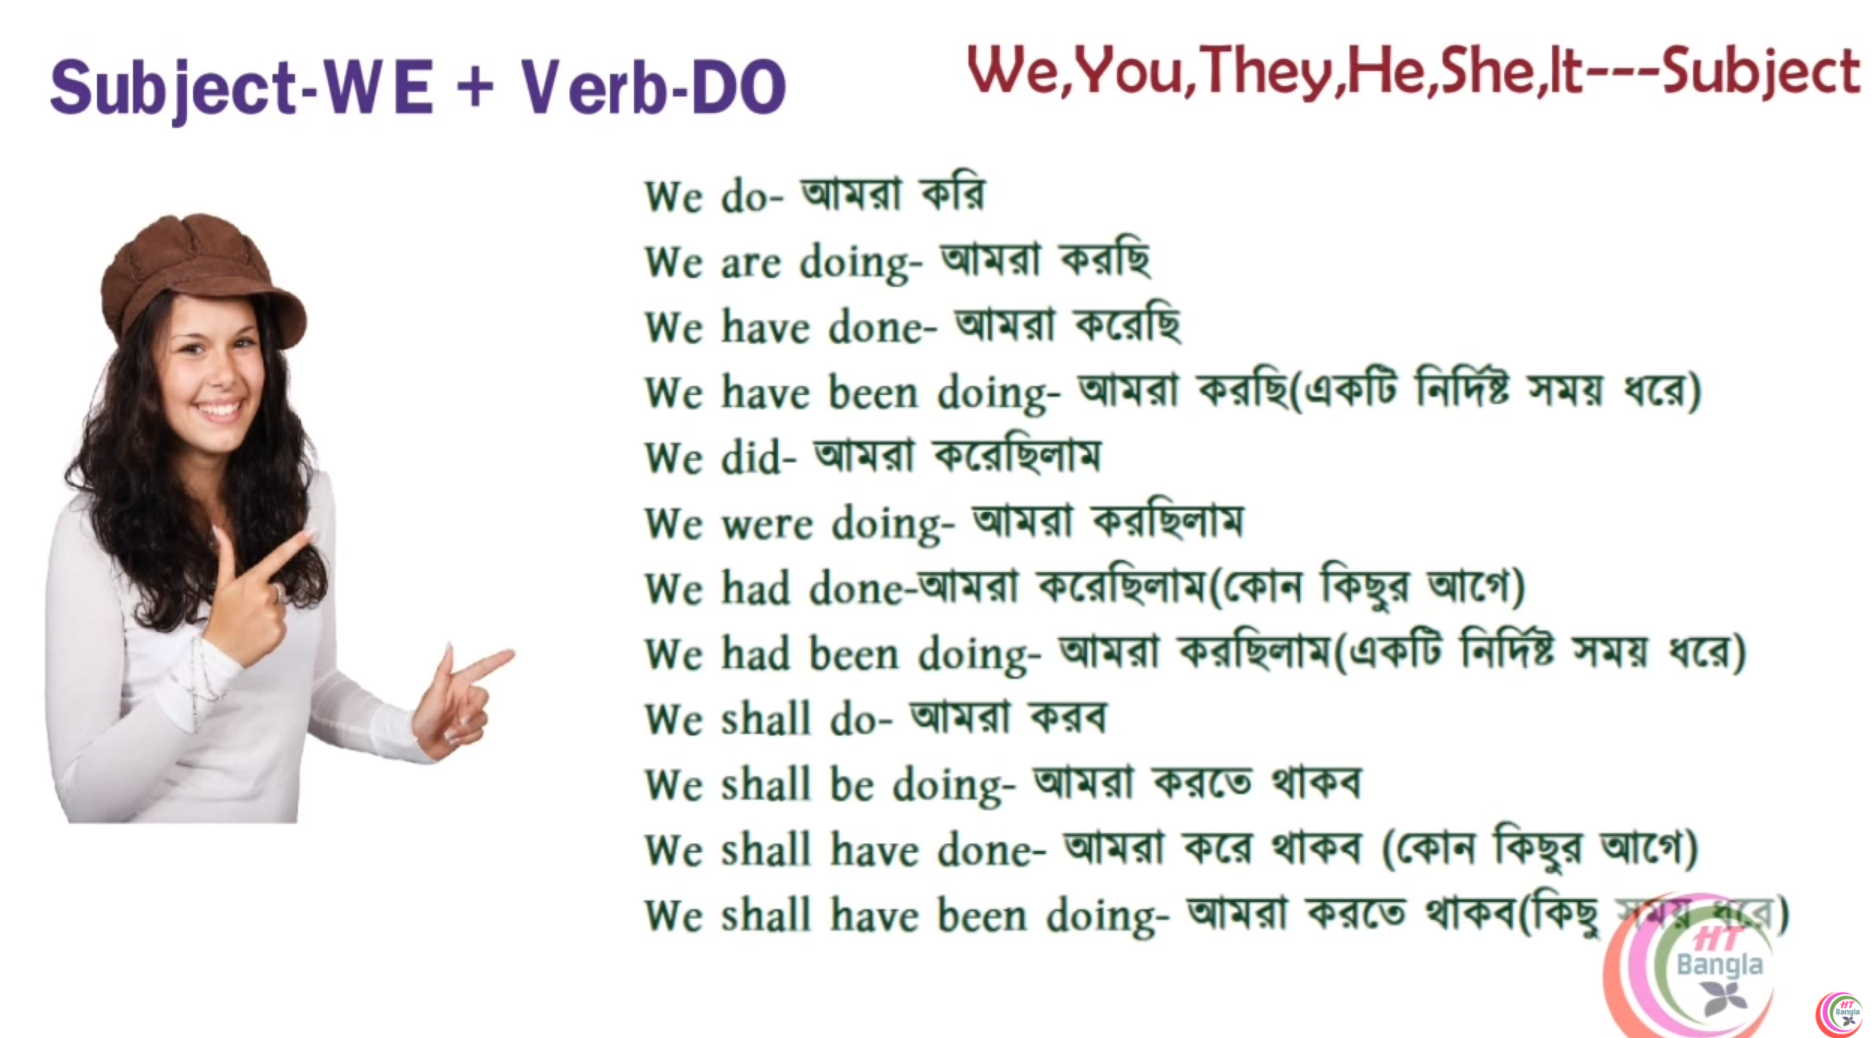 Subject-WE + Verb-DO
We,You,They,He,She,It---Subject
We do- আমরা করি
We are doing- আমরা করছি
We have done- আমরা করেছি
We have been doing- আমরা করছি(একটি নির্দিষ্ট সময় ধরে)
We did- আমরা করেছিলাম
We were doing- আমরা করছিলাম
We had done-আমরা করেছিলাম(কোন কিছুর আগে)
We had been doing- আমরা করছিলাম(একটি নির্দিষ্ট সময় ধরে)
We shall do- আমরা করব
We shall be doing- আমরা করতে থাকব
We shall have done- আমরা করে থাকব (কোন কিছুর আগে)
We shall have been doing- আমরা করতে থাকব(কিছু সময় ধরে)
HT
Bangla
HT
Bangla